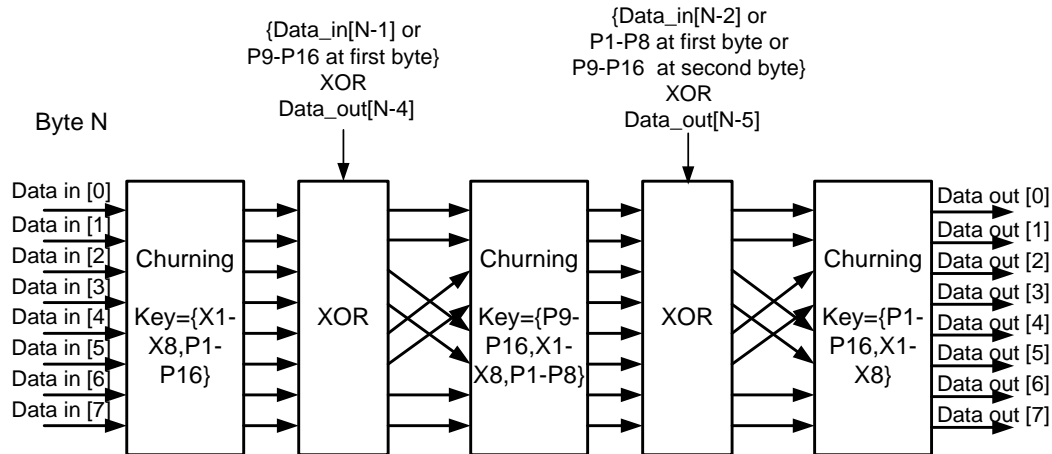 {Data_in[N-1] or
P9-P16 at first byte}
XOR
Data_out[N-4]
{Data_in[N-2] or
P1-P8 at first byte or
P9-P16 at second byte}
XOR
Data_out[N-5]
Byte N
Data in [0]
Data in [1]
Data in [2]
Data in [3]
Data in [4]
Data in [5]
Data in [6]
Data in [7]
Churning
Key={X1-
X8,P1-
P16}
XOR
Churning
Key={P9-
P16,X1-
X8,P1-P8}
XOR
Churning
Key={P1-
P16,X1-
X8}
Data out [0]
Data out [1]
Data out [2]
Data out [3]
Data out [4]
Data out [5]
Data out [6]
Data out [7]